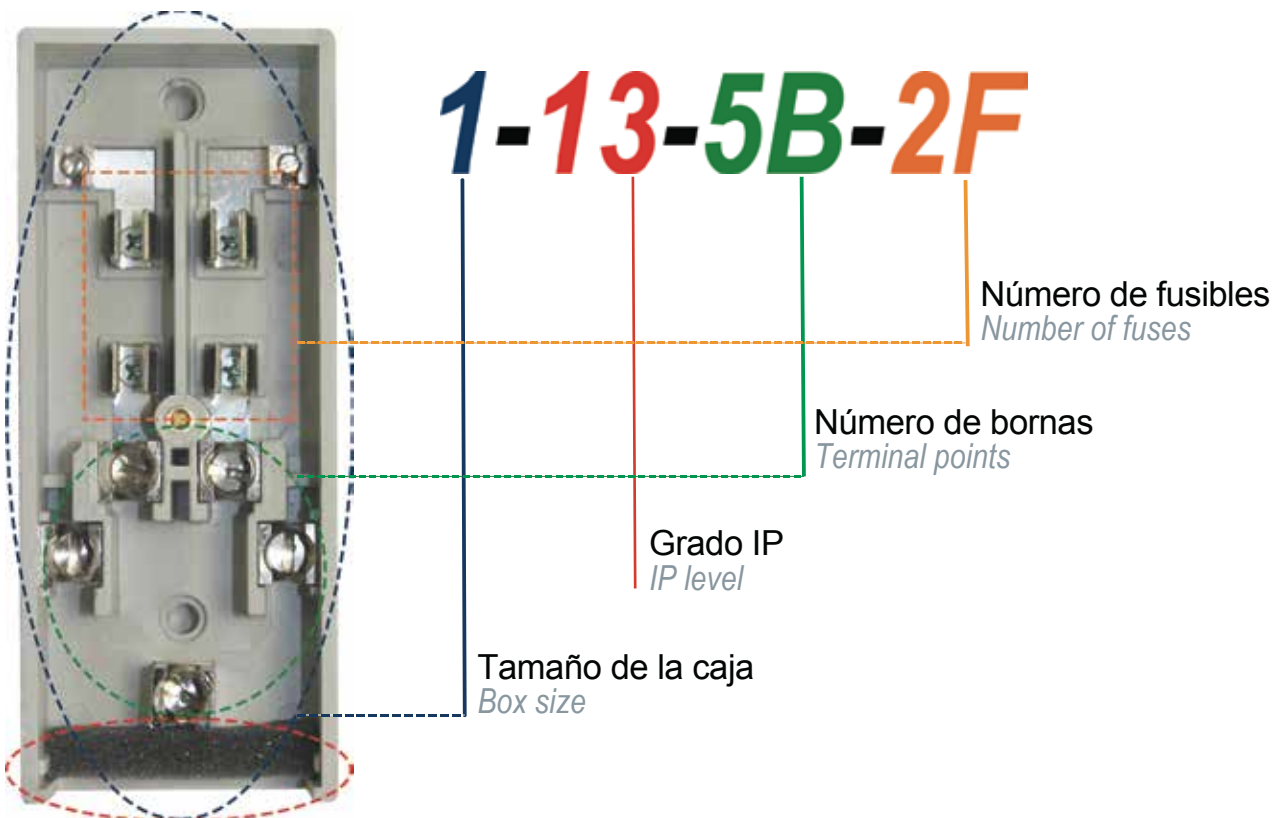 1-13-5B-2F
Número de fusibles
Number of fuses
Número de bornas
Terminal points
Grado IP
IP level
Tamaño de la caja
Box size